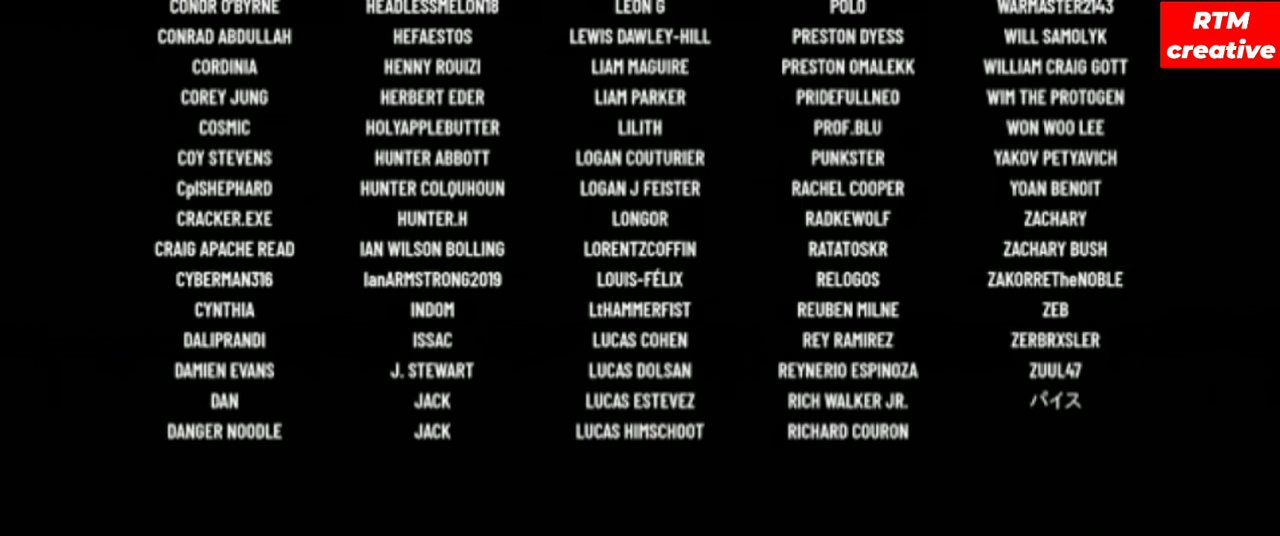 CONOR O'BYRNE HEADLESSMELON18 LEON G POLO WARMASTER2143
RTM
creative
CONRAD ABDULLAH HEFAESTOS LEWIS DAWLEY-HILL PRESTON DYESS WILL SAMOLYK
CORDINIA HENNY ROUIZI LIAM MAGUIRE PRESTON OMALEKK WILLIAM CRAIG GOTT
COREY JUNG HERBERT EDER LIAM PARKER PRIDEFULLNEO WIM THE PROTOGEN
COSMIC HOLYAPPLEBUTTER LILITH PROF.BLU WON WOO LEE
COY STEVENS HUNTER ABBOTT LOGAN COUTURIER PUNKSTER YAKOV PETYAVICH
CplSHEPHARD HUNTER COLQUHOUN LOGAN J FEISTER RACHEL COOPER YOAN BENOIT
CRACKER.EXE HUNTER.H LONGOR RADKEWOLF ZACHARY
CRAIG APACHE READ IAN WILSON BOLLING LORENTZCOFFIN RATATOSKR ZACHARY BUSH
CYBERMAN316 IanARMSTRONG2019 LOUIS-FÉLIX RELOGOS ZAKORRETheNOBLE
CYNTHIA INDOM LtHAMMERFIST REUBEN MILNE ZEB
DALIPRANDI ISSAC LUCAS COHEN REY RAMIREZ ZERBRXSLER
DAMIEN EVANS J. STEWART LUCAS DOLSAN REYNERIO ESPINOZA ZUUL47
DAN JACK LUCAS ESTEVEZ RICH WALKER JR. パイス
DANGER NOODLE JACK LUCAS HIMSCHOOT RICHARD COURON